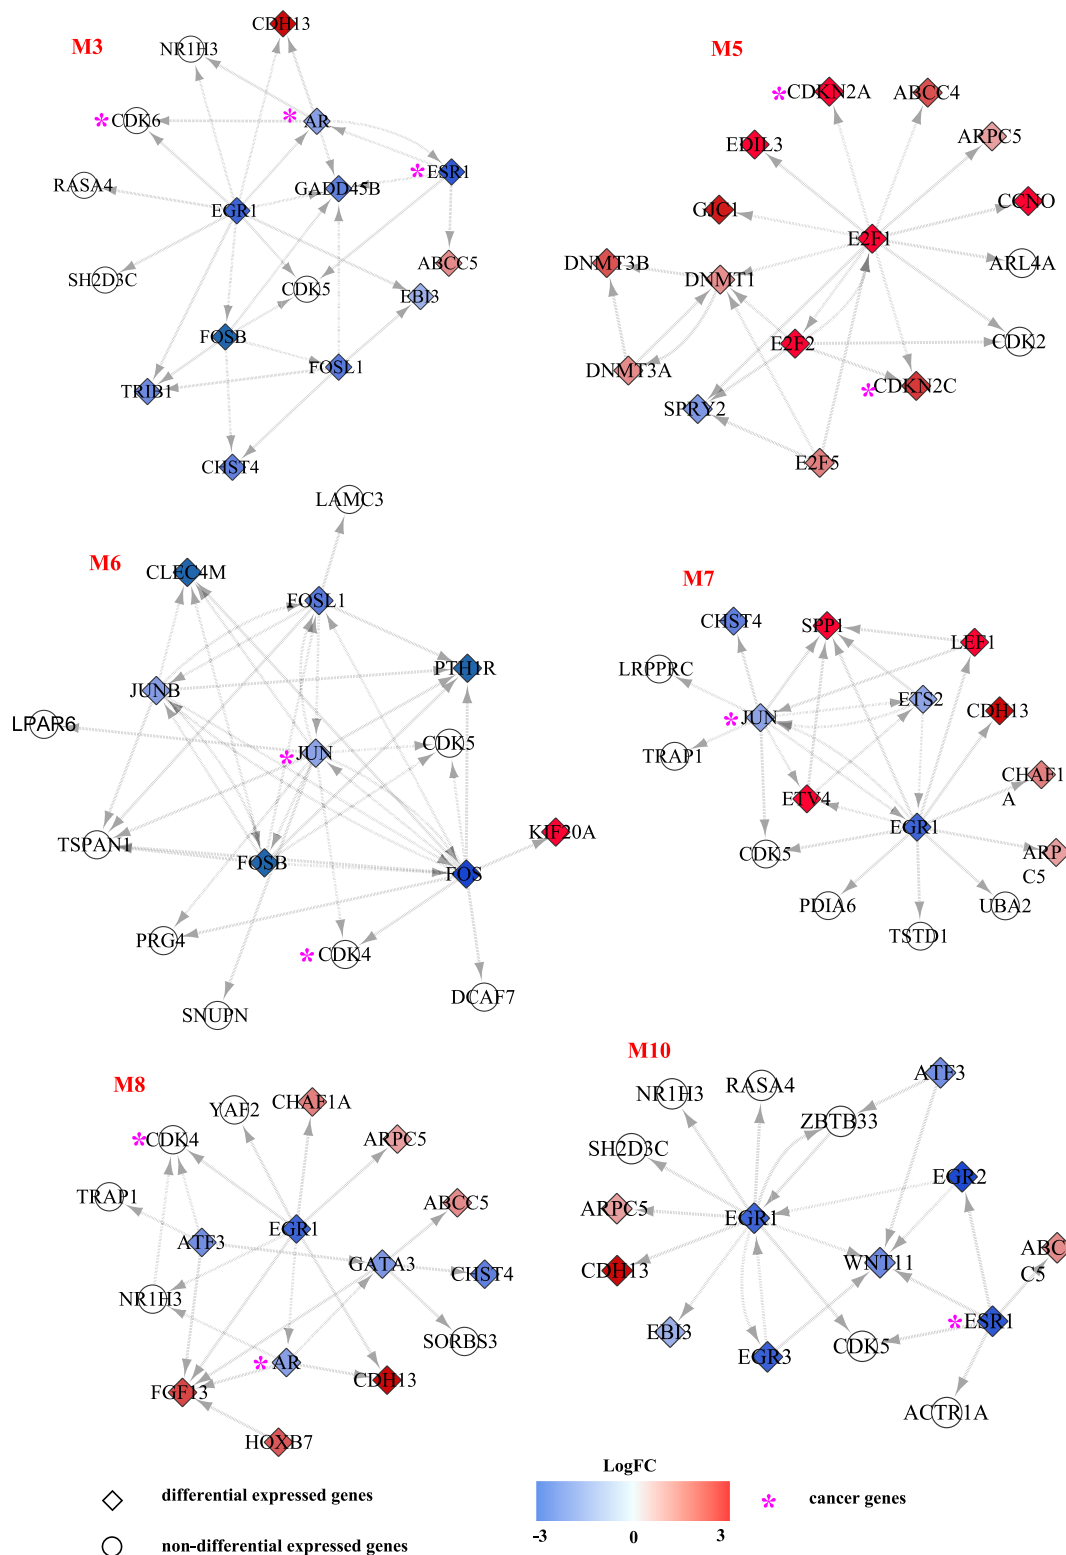 M3
CDH13
NR1H3
* CDK6
* AR
* ESR1
RASA4
GADD45B
EGR1
SH2D3C
CDK5
ABCC5
EBI3
FOSB
FOSL1
TRIB1
CHST4
M5
* CDKN2A
ABCC4
EDIL3
ARPC5
GJC1
CCNO
E2F1
DNMT3B
DNMT1
ARL4A
E2F2
CDK2
DNMT3A
* CDKN2C
SPRY2
E2F5
M6
LAMC3
CLEC4M
FOSL1
PTH1R
JUNB
LPAR6
* JUN
CDK5
KIF20A
TSPAN1
FOSB
FOS
PRG4
* CDK4
SNUPN
DCAF7
M7
CHST4
SPP1
LEF1
LRPPRC
ETS2
* JUN
CDH13
TRAP1
CHAF1
A
ETV4
EGR1
CDK5
ARP
C5
PDIA6
UBA2
TSTD1
M8
YAF2
CHAF1A
* CDK4
ARPC5
TRAP1
ABCC5
EGR1
ATF3
GATA3
CHST4
NR1H3
SORBS3
* AR
FGF13
CDH13
HOXB7
M10
NR1H3
RASA4
ATF3
ZBTB33
SH2D3C
EGR2
ARPC5
EGR1
ABC
C5
CDH13
WNT11
* ESR1
EBI3
CDK5
EGR3
ACTR1A
differential expressed genes
non-differential expressed genes
LogFC
-3 0 3
* cancer genes